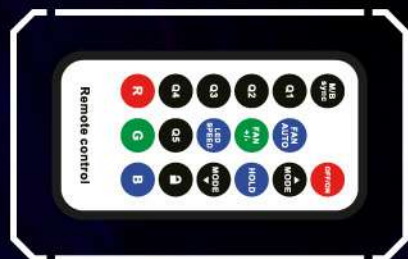 M/B
sync
OFF/ON
Q1
FAN
AUTO
MODE▲
Q2
FAN
+/-
HOLD
Q3
LED
SPEED
MODE▼
Q4
Q5
R
G
B
Remote control